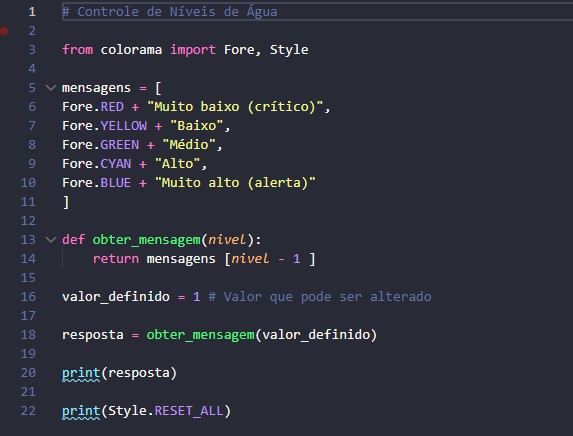 1 # Controle de Níveis de Água
2
3 from colorama import Fore, Style
4
5 mensagens = [
6 Fore.RED + "Muito baixo (crítico)",
7 Fore.YELLOW + "Baixo",
8 Fore.GREEN + "Médio",
9 Fore.CYAN + "Alto",
10 Fore.BLUE + "Muito alto (alerta)"
11 ]
12
13 def obter_mensagem(nivel):
14     return mensagens [nivel - 1 ]
15
16 valor_definido = 1 # Valor que pode ser alterado
17
18 resposta = obter_mensagem(valor_definido)
19
20 print(resposta)
21
22 print(Style.RESET_ALL)